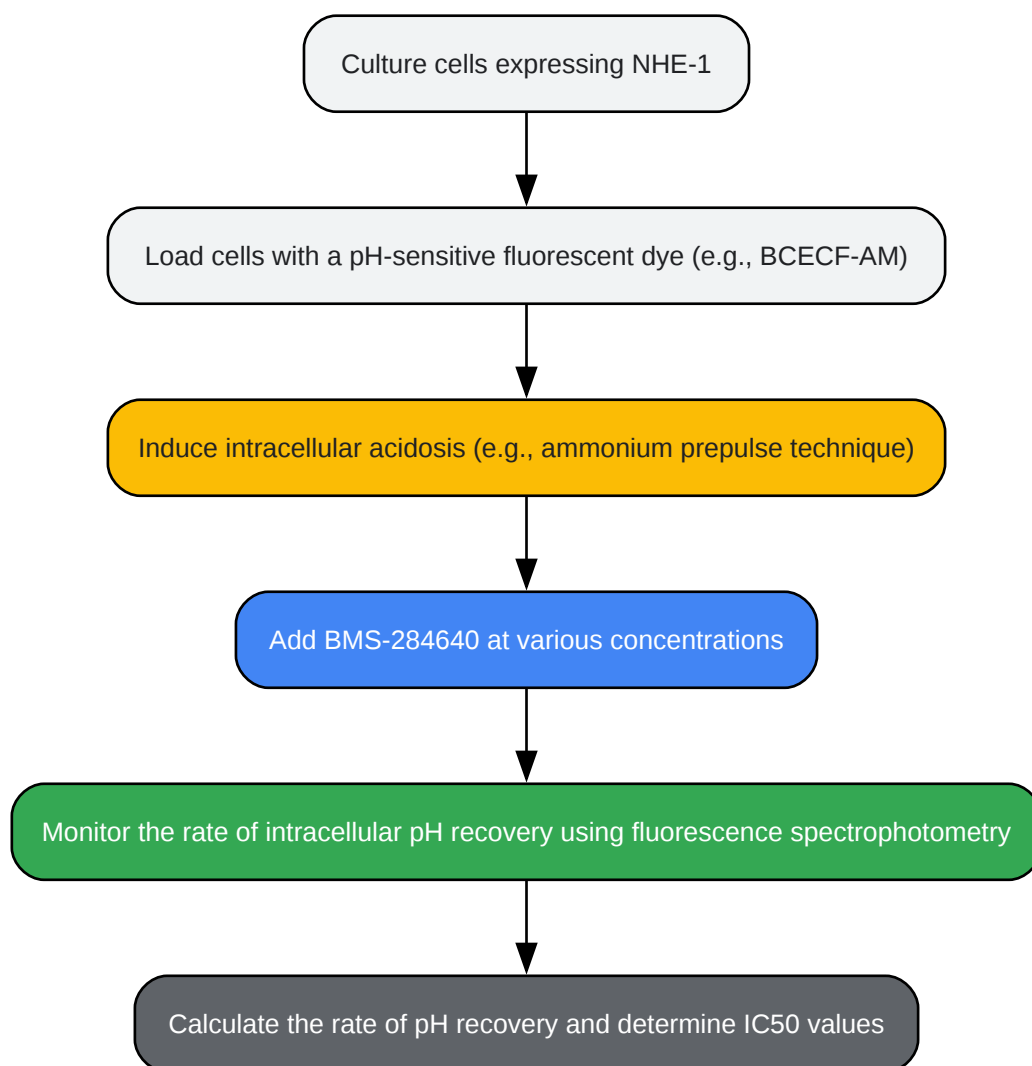 Culture cells expressing NHE-1
Load cells with a pH-sensitive fluorescent dye (e.g., BCECF-AM)
Induce intracellular acidosis (e.g., ammonium prepulse technique)
Add BMS-284640 at various concentrations
Monitor the rate of intracellular pH recovery using fluorescence spectrophotometry
Calculate the rate of pH recovery and determine IC50 values